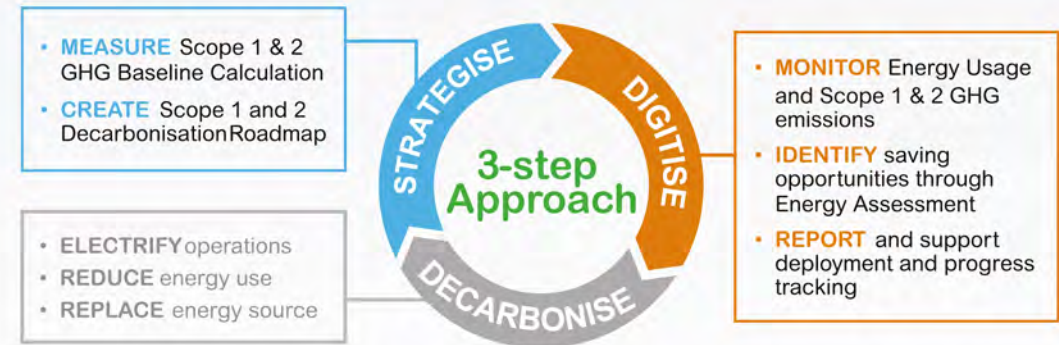 • MEASURE Scope 1 & 2
GHG Baseline Calculation
• CREATE Scope 1 and 2
Decarbonisation Roadmap
STRATEGISE
DIGITISE
DECARBONISE
3-step
Approach
• MONITOR Energy Usage
and Scope 1 & 2 GHG
emissions
• IDENTIFY saving
opportunities through
Energy Assessment
• REPORT and support
deployment and progress
tracking
• ELECTRIFY operations
• REDUCE energy use
• REPLACE energy source